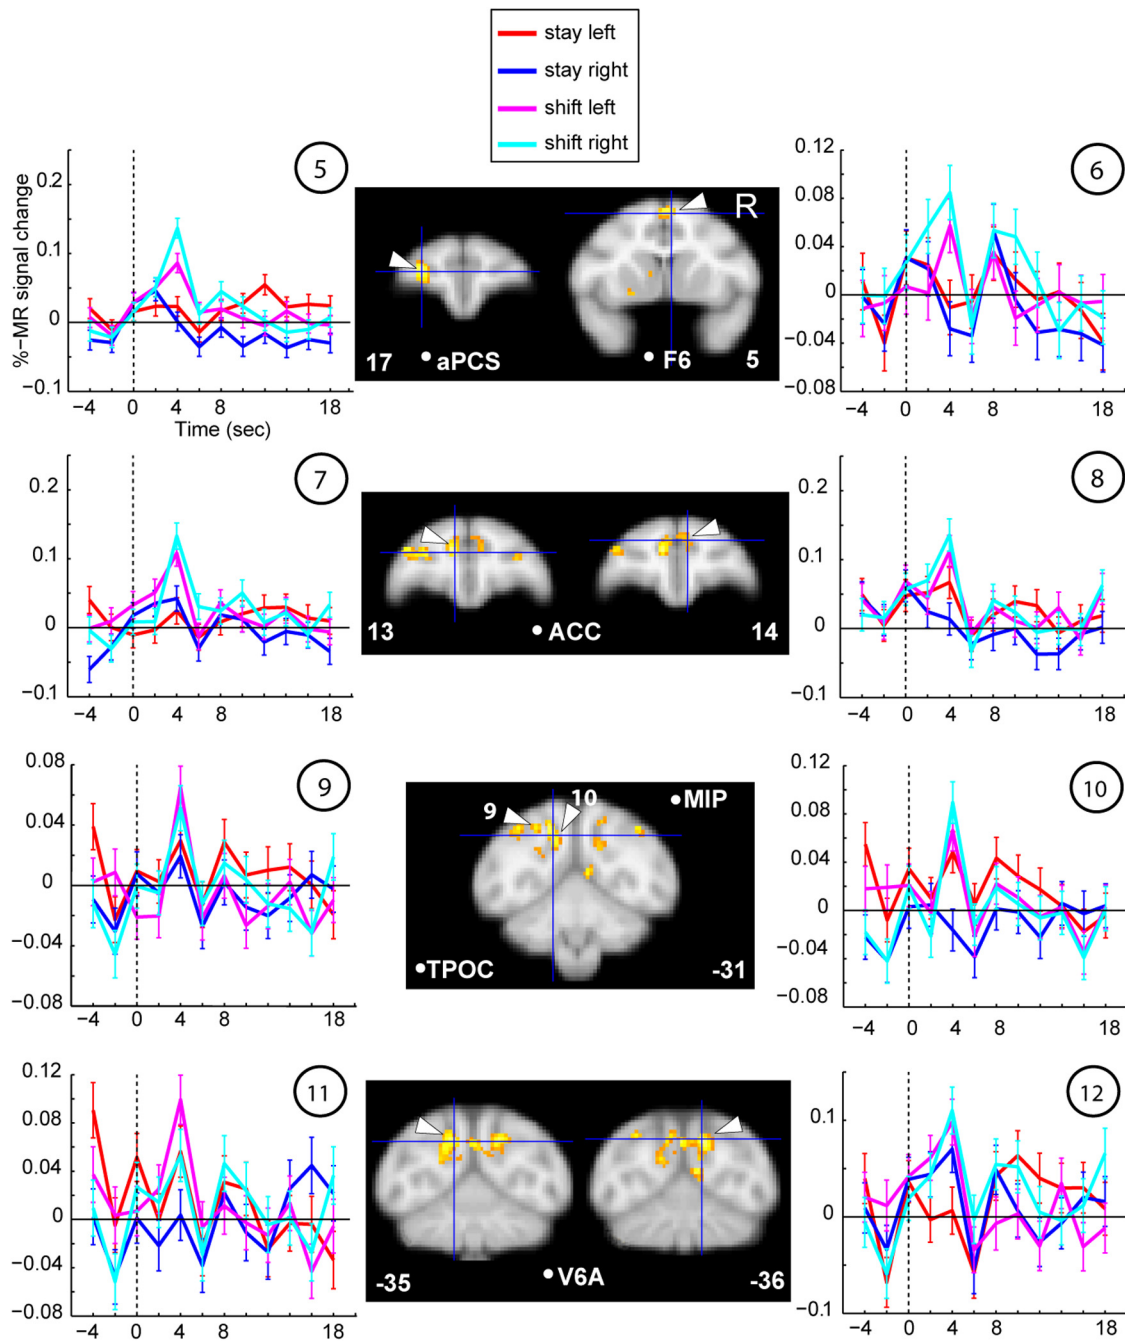 stay left
stay right
shift left
shift right
5
0.2
0.1
0
−0.1
%−MR signal change
−4 0 4 8 18
Time (sec)
R
17 aPCS F6 5
6
0.12
0.08
0.04
0
−0.04
−0.08
−4 0 4 8 18
7
0.2
0.1
0
−0.1
−4 0 4 8 18
13 ACC 14
8
0.2
0.1
0
−0.1
−4 0 4 8 18
9
0.08
0.04
0
−0.04
−0.08
−4 0 4 8 18
9 10 MIP
TPOC -31
10
0.12
0.08
0.04
0
−0.04
−0.08
−4 0 4 8 18
11
0.12
0.08
0.04
0
−0.04
−0.08
−4 0 4 8 18
-35 V6A -36
12
0.1
0
−0.1
−4 0 4 8 18